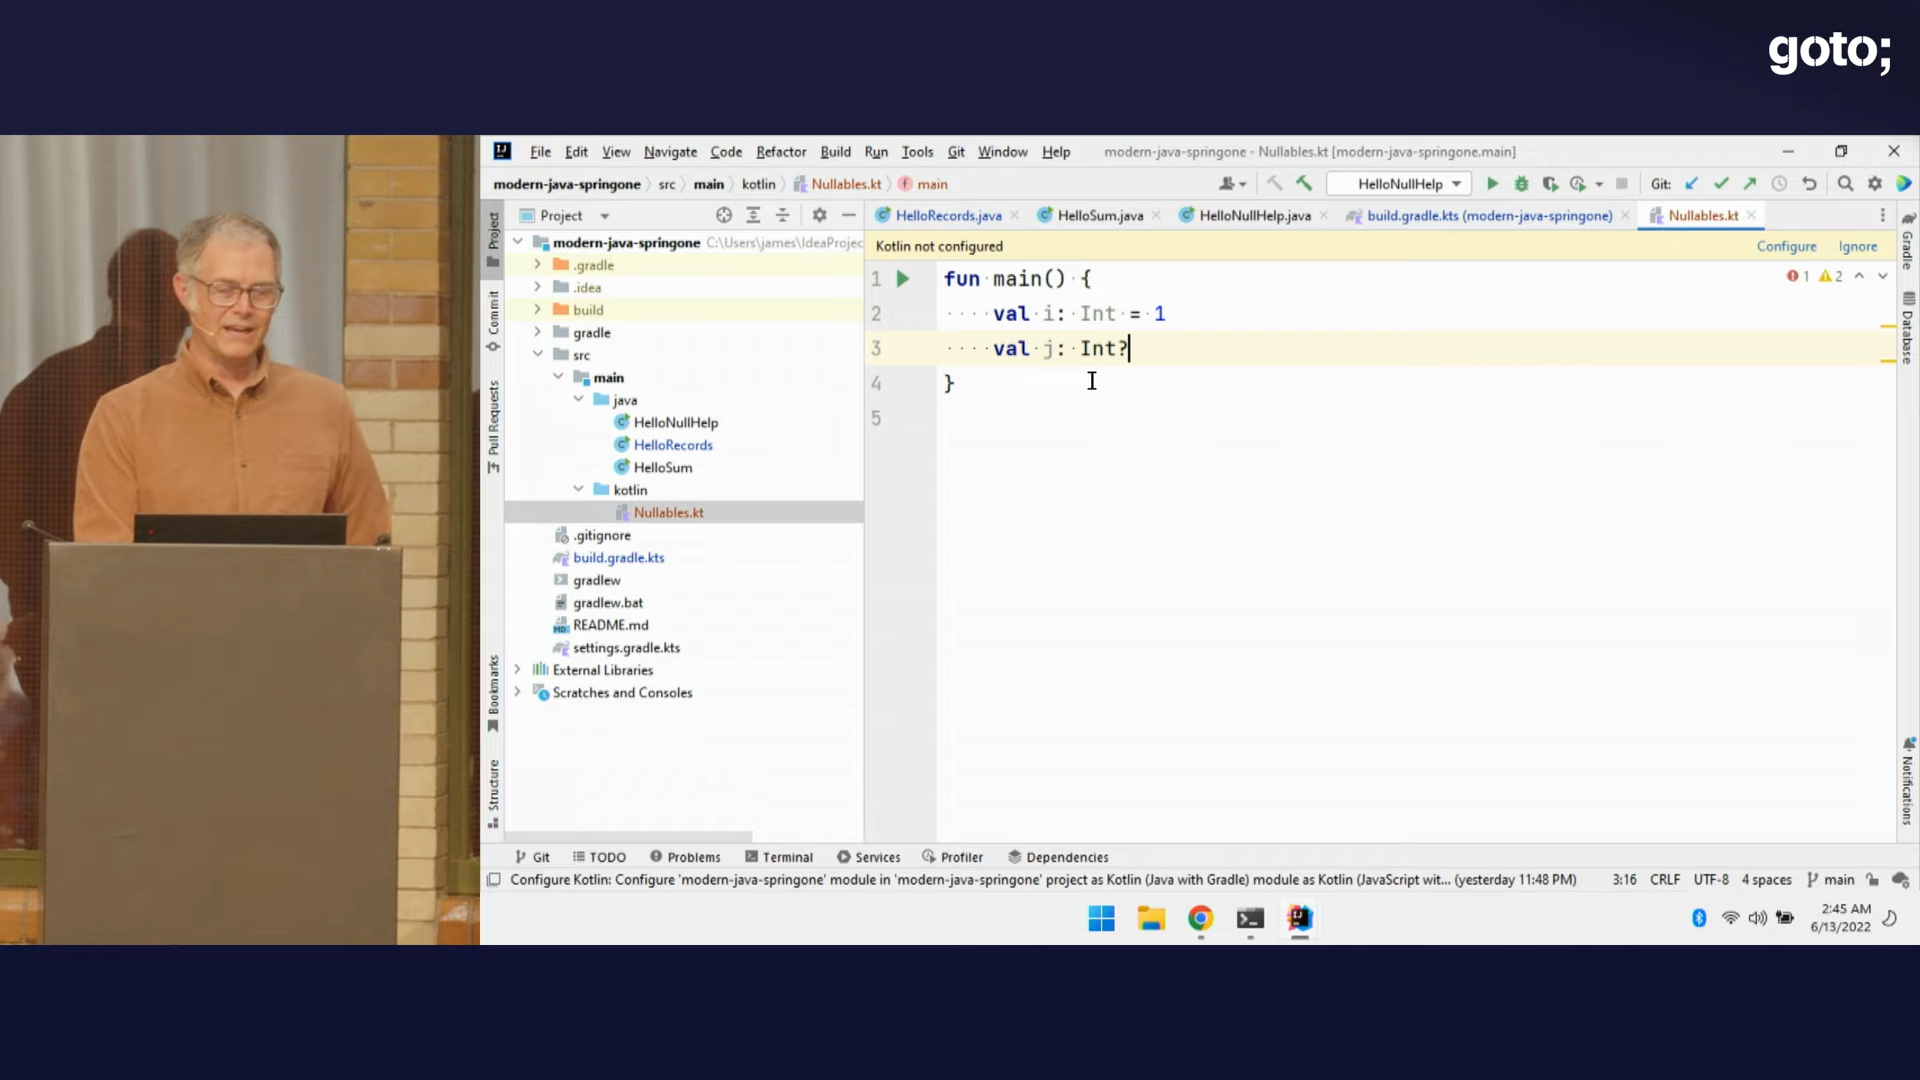 goto;
File Edit View Navigate Code Refactor Build Run Tools Git Window Help modern-java-springone - Nullables.kt [modern-java-springone.main]
modern-java-springone src main kotlin Nullables.kt main HelloNullHelp Git:
Project HelloRecords.java HelloSum.java HelloNullHelp.java build.gradle.kts (modern-java-springone) Nullables.kt
Kotlin not configured Configure Ignore
modern-java-springone C:\Users\james\IdeaProjec
.gradle
.idea
build
gradle
src
main
java
HelloNullHelp
HelloRecords
HelloSum
kotlin
Nullables.kt
.gitignore
build.gradle.kts
gradlew
gradlew.bat
README.md
settings.gradle.kts
External Libraries
Scratches and Consoles
1 fun main() {
2 val i: Int = 1
3 val j: Int?
4 }
5
1 2
Project
Commit
Pull Requests
Bookmarks
Structure
Gradle
Database
Notifications
Git TODO Problems Terminal Services Profiler Dependencies
Configure Kotlin: Configure 'modern-java-springone' module in 'modern-java-springone' project as Kotlin (Java with Gradle) module as Kotlin (JavaScript wit... (yesterday 11:48 PM) 3:16 CRLF UTF-8 4 spaces main
2:45 AM
6/13/2022